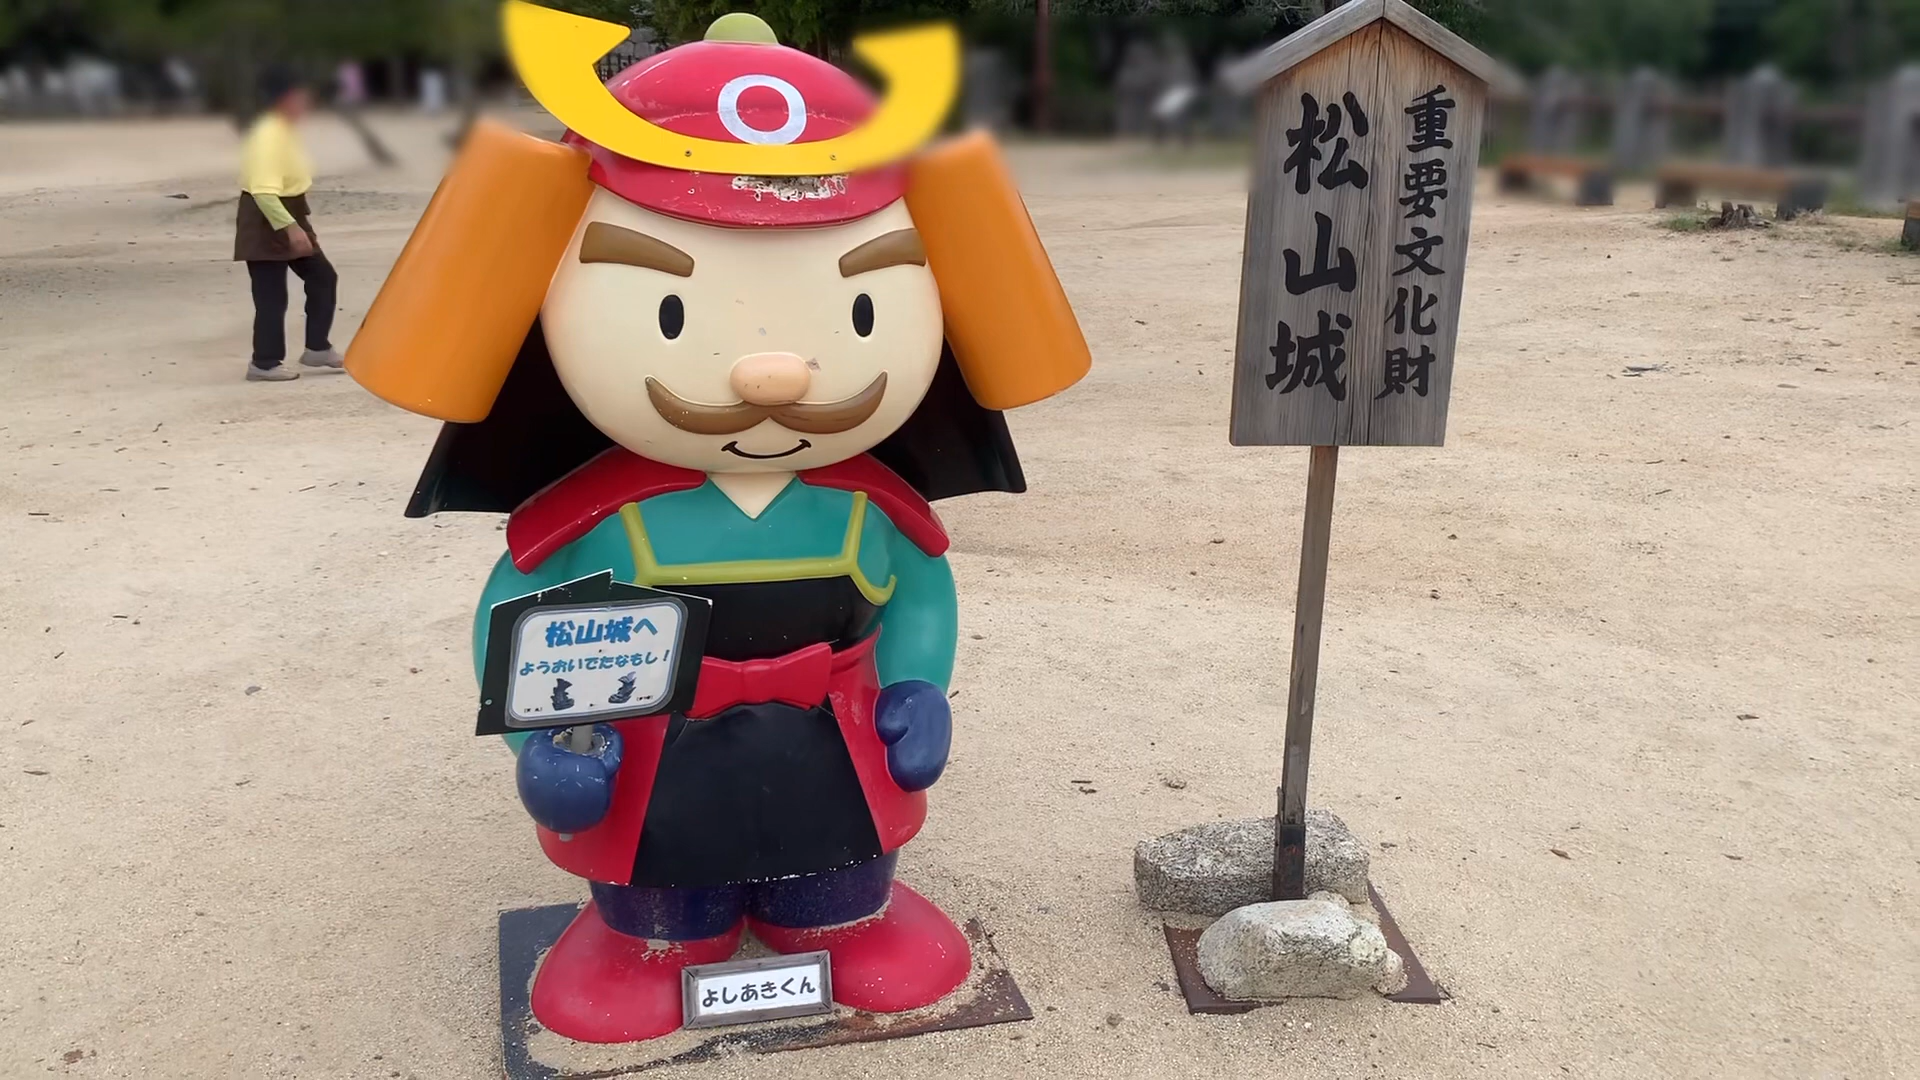 松山城へ
ようおいでたなもし!
よしあきくん
重要文化財
松山城